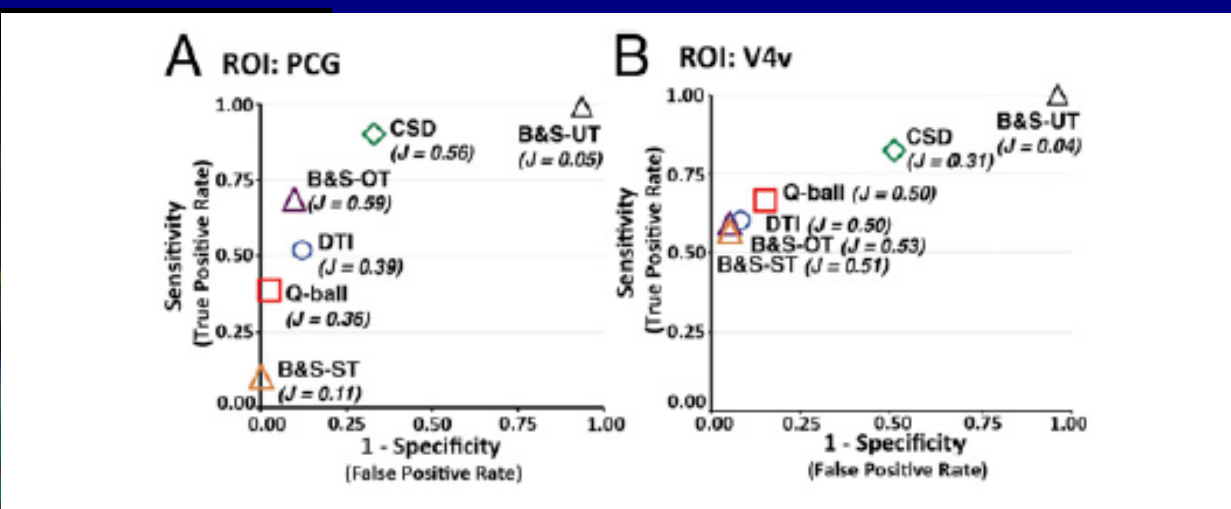 A ROI: PCG
1.00
0.75
0.50
0.25
0.00
Sensitivity
(True Positive Rate)
CSD
(J = 0.56)
B&S-UT
(J = 0.05)
B&S-OT
(J = 0.59)
DTI
(J = 0.39)
Q-ball
(J = 0.36)
B&S-ST
(J = 0.11)
0.00 0.25 0.50 0.75 1.00
1 - Specificity
(False Positive Rate)
B ROI: V4v
1.00
0.75
0.50
0.25
0.00
Sensitivity
(True Positive Rate)
B&S-UT
(J = 0.04)
CSD
(J = 0.31)
Q-ball (J = 0.50)
DTI (J = 0.50)
B&S-OT (J = 0.53)
B&S-ST (J = 0.51)
0.00 0.25 0.50 0.75 1.00
1 - Specificity
(False Positive Rate)